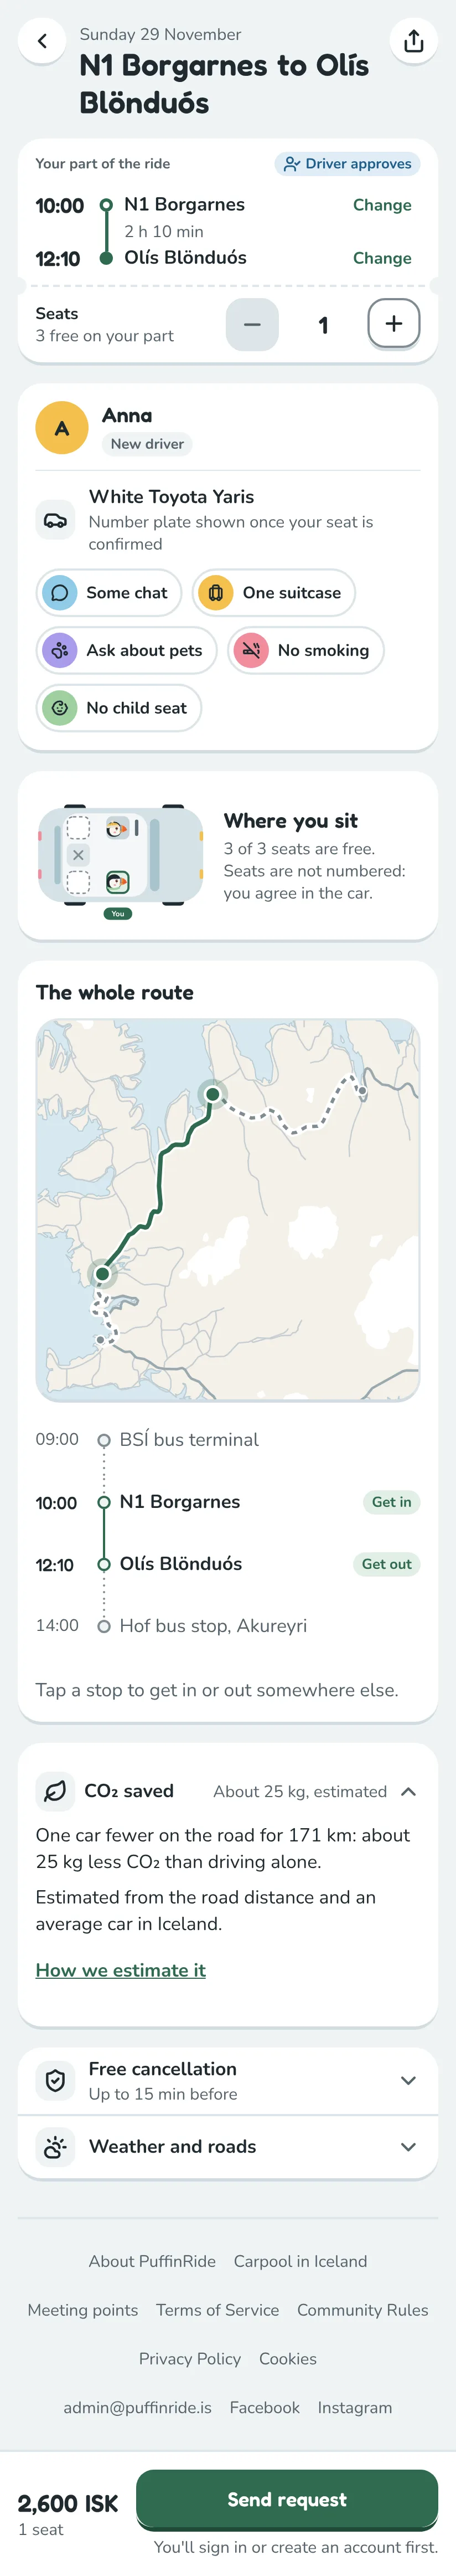 Sunday 29 November
N1 Borgarnes to Olís
Blönduós
Your part of the ride
Driver approves
10:00 N1 Borgarnes Change
2 h 10 min
12:10 Olís Blönduós Change
Seats
3 free on your part
1
A
Anna
New driver
White Toyota Yaris
Number plate shown once your seat is
confirmed
Some chat
One suitcase
Ask about pets
No smoking
No child seat
Where you sit
3 of 3 seats are free.
Seats are not numbered:
you agree in the car.
You
The whole route
09:00 BSÍ bus terminal
10:00 N1 Borgarnes Get in
12:10 Olís Blönduós Get out
14:00 Hof bus stop, Akureyri
Tap a stop to get in or out somewhere else.
CO₂ saved About 25 kg, estimated
One car fewer on the road for 171 km: about
25 kg less CO₂ than driving alone.
Estimated from the road distance and an
average car in Iceland.
How we estimate it
Free cancellation
Up to 15 min before
Weather and roads
About PuffinRide Carpool in Iceland
Meeting points Terms of Service Community Rules
Privacy Policy Cookies
admin@puffinride.is Facebook Instagram
2,600 ISK
1 seat
Send request
You'll sign in or create an account first.